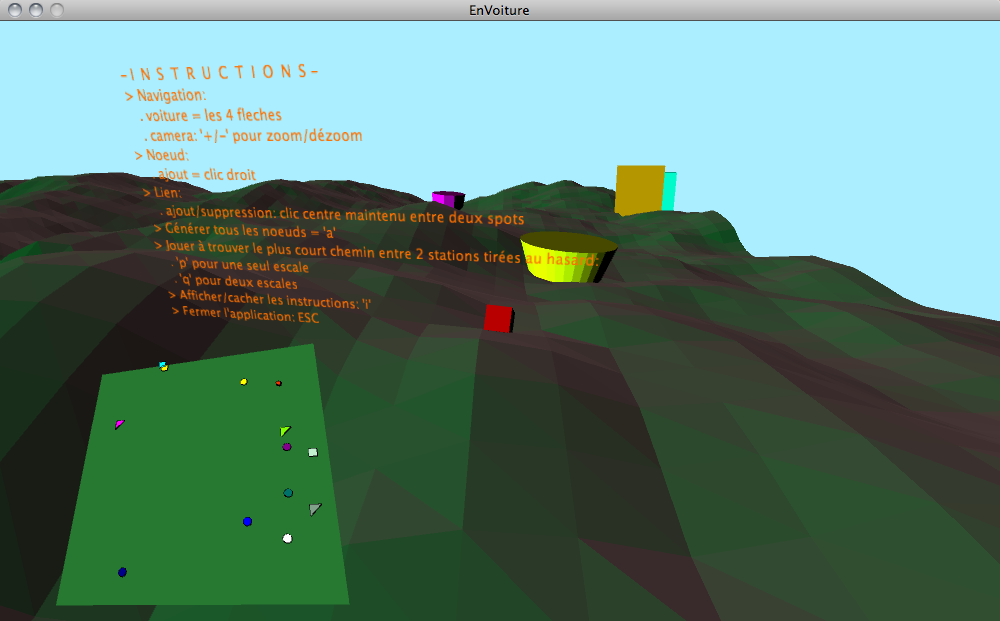 EnVoiture
-I N S T R U C T I O N S-
> Navigation:
. voiture = les 4 fleches
. camera: '+/-' pour zoom/dézoom
> Noeud:
. ajout = clic droit
> Lien:
. ajout/suppression: clic centre maintenu entre deux spots
> Générer tous les noeuds = 'a'
> Jouer à trouver le plus court chemin entre 2 stations tirées au hasard:
. 'p' pour une seul escale
. 'q' pour deux escales
> Afficher/cacher les instructions: 'i'
> Fermer l'application: ESC